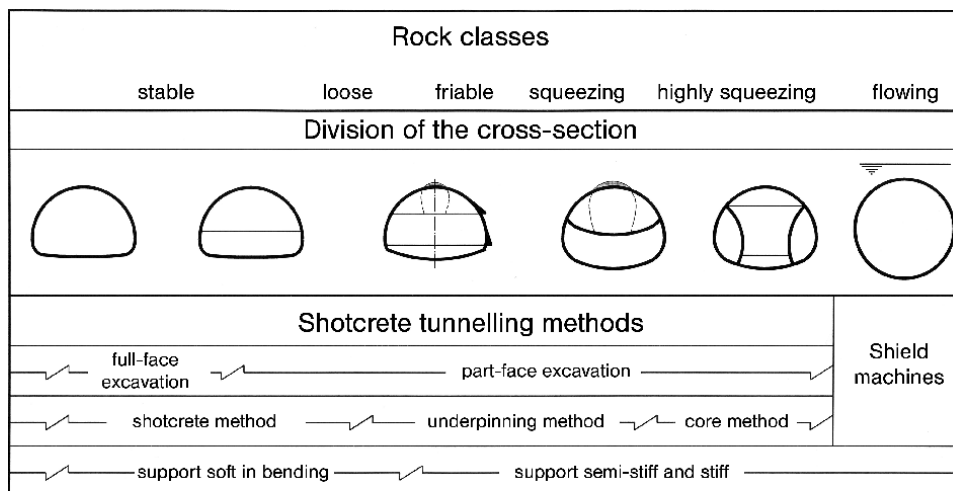 Rock classes
stable loose friable squeezing highly squeezing flowing
Division of the cross-section
Shotcrete tunnelling methods
full-face
excavation
part-face excavation
Shield
machines
shotcrete method underpinning method core method
support soft in bending support semi-stiff and stiff